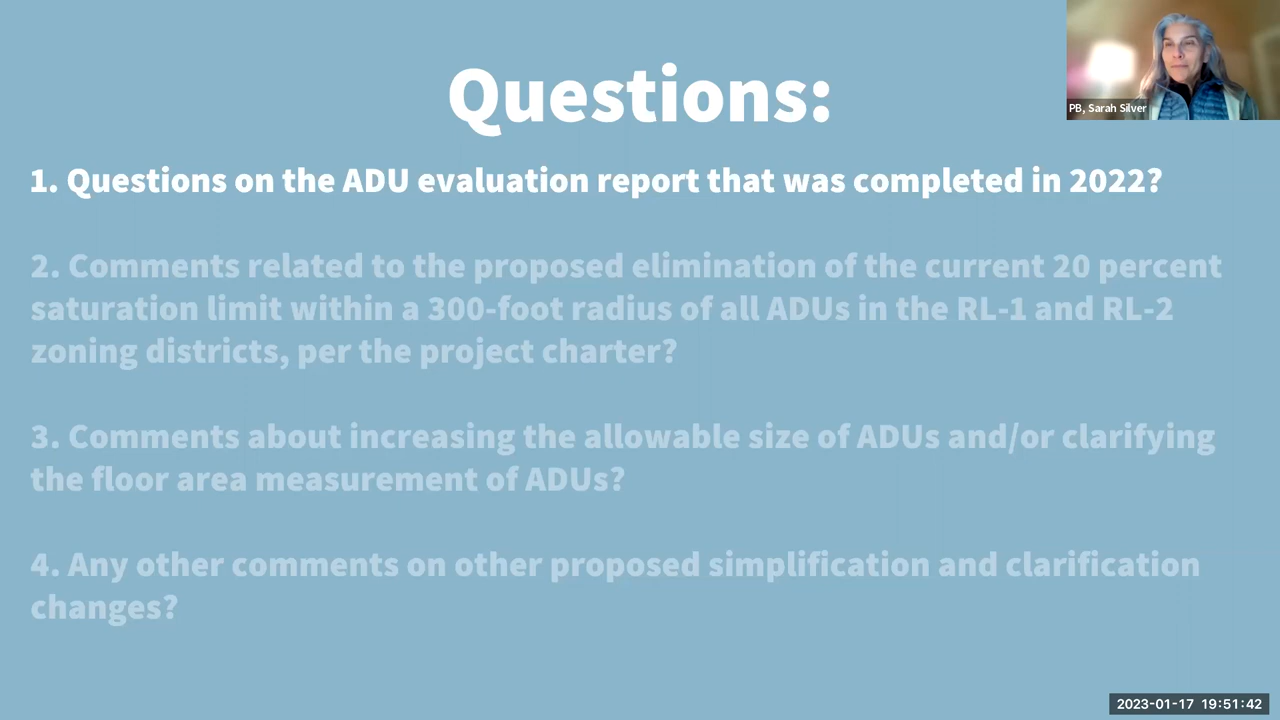 Questions:
PB, Sarah Silver
1. Questions on the ADU evaluation report that was completed in 2022?
2. Comments related to the proposed elimination of the current 20 percent
saturation limit within a 300-foot radius of all ADUs in the RL-1 and RL-2
zoning districts, per the project charter?
3. Comments about increasing the allowable size of ADUs and/or clarifying
the floor area measurement of ADUs?
4. Any other comments on other proposed simplification and clarification
changes?
2023-01-17 19:51:42